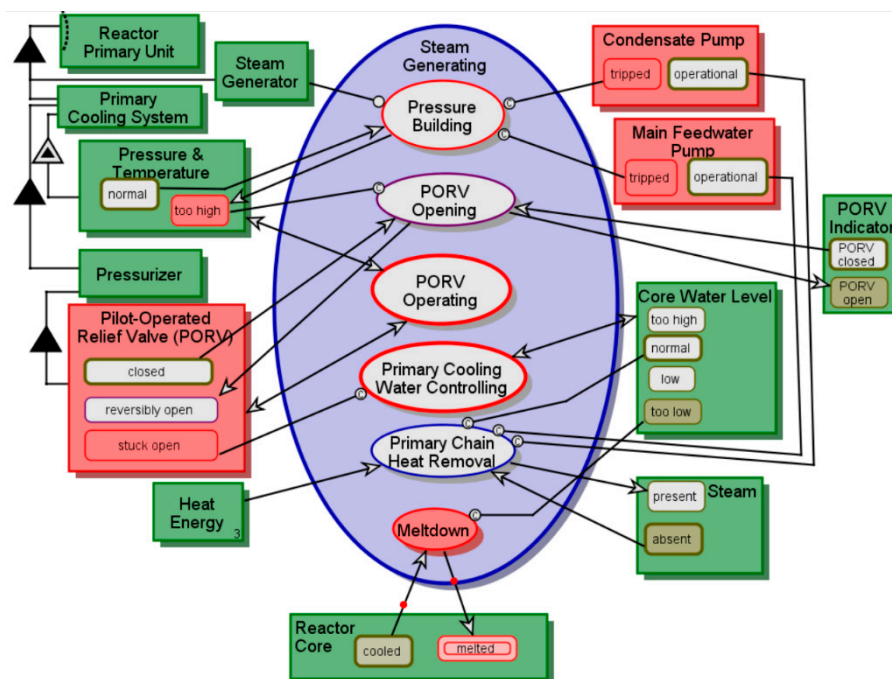 Reactor
Primary Unit
Steam
Generator
Primary
Cooling System
Pressure &
Temperature
normal
too high
Pressurizer
Pilot-Operated
Relief Valve (PORV)
closed
reversibly open
stuck open
Heat
Energy
3
Steam
Generating
Pressure
Building
C
C
PORV
Opening
C
PORV
Operating
Primary Cooling
Water Controlling
C
Primary Chain
Heat Removal
C
C
C
Meltdown
C
Condensate Pump
tripped
operational
Main Feedwater
Pump
tripped
operational
PORV
Indicator
PORV
closed
PORV
open
Core Water Level
too high
normal
low
too low
Steam
present
absent
Reactor
Core
cooled
melted